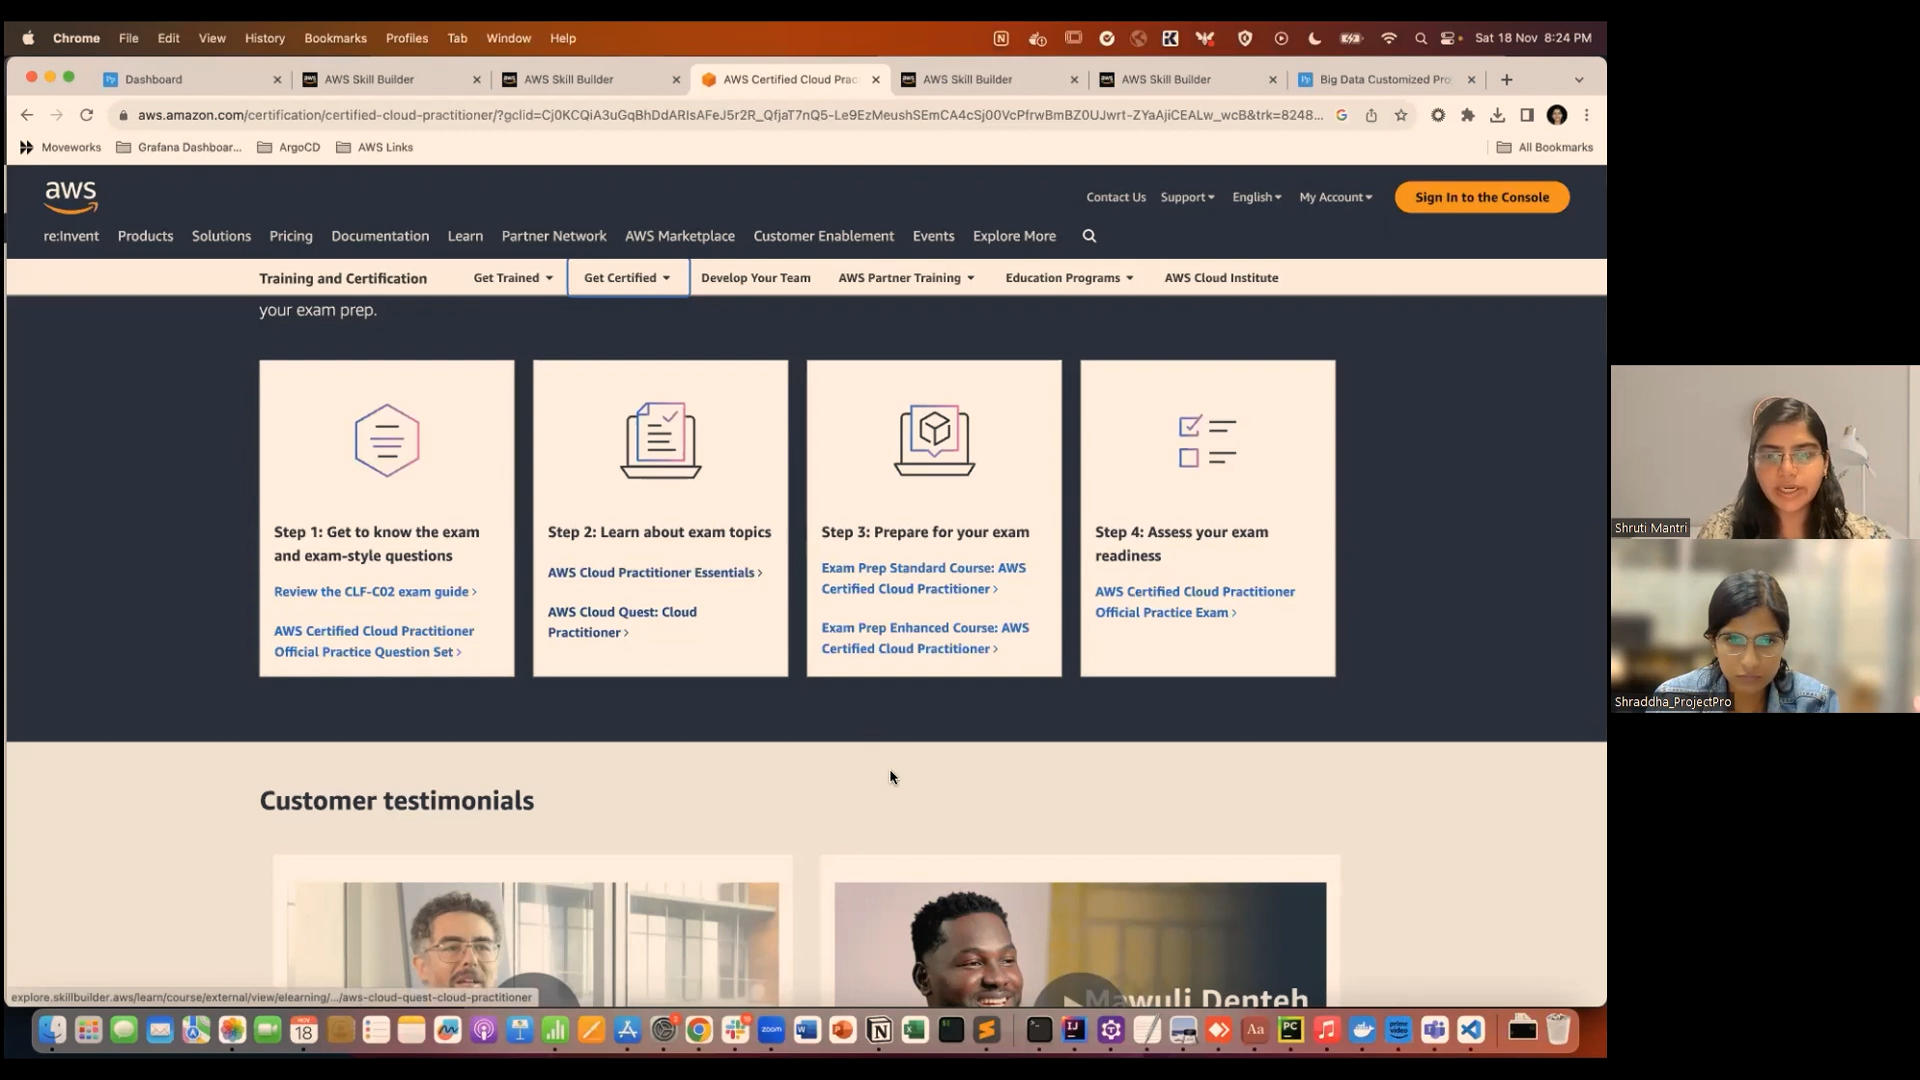 Chrome File Edit View History Bookmarks Profiles Tab Window Help Sat 18 Nov 8:24 PM
Dashboard AWS Skill Builder AWS Skill Builder AWS Certified Cloud Prac AWS Skill Builder AWS Skill Builder Big Data Customized Pro
aws.amazon.com/certification/certified-cloud-practitioner/?gclid=Cj0KCQiA3uGqBhDdARIsAFeJ5r2R_QfjaT7nQ5-Le9EzMeushSEmCA4cSj00VcPfrwBmBZ0UJwrt-ZYaAjiCEALw_wcB&trk=8248...
Moveworks Grafana Dashboar... ArgoCD AWS Links All Bookmarks
aws
Contact Us Support English My Account Sign In to the Console
re:Invent Products Solutions Pricing Documentation Learn Partner Network AWS Marketplace Customer Enablement Events Explore More
Training and Certification Get Trained Get Certified Develop Your Team AWS Partner Training Education Programs AWS Cloud Institute
your exam prep.
Step 1: Get to know the exam
and exam-style questions
Review the CLF-C02 exam guide >
AWS Certified Cloud Practitioner
Official Practice Question Set >
Step 2: Learn about exam topics
AWS Cloud Practitioner Essentials >
AWS Cloud Quest: Cloud
Practitioner >
Step 3: Prepare for your exam
Exam Prep Standard Course: AWS
Certified Cloud Practitioner >
Exam Prep Enhanced Course: AWS
Certified Cloud Practitioner >
Step 4: Assess your exam
readiness
AWS Certified Cloud Practitioner
Official Practice Exam >
Customer testimonials
Mawuli Denteh
explore.skillbuilder.aws/learn/course/external/view/elearning/.../aws-cloud-quest-cloud-practitioner
NOV
18
zoom
Aa
PC
prime
video
Shruti Mantri
Shraddha_ProjectPro